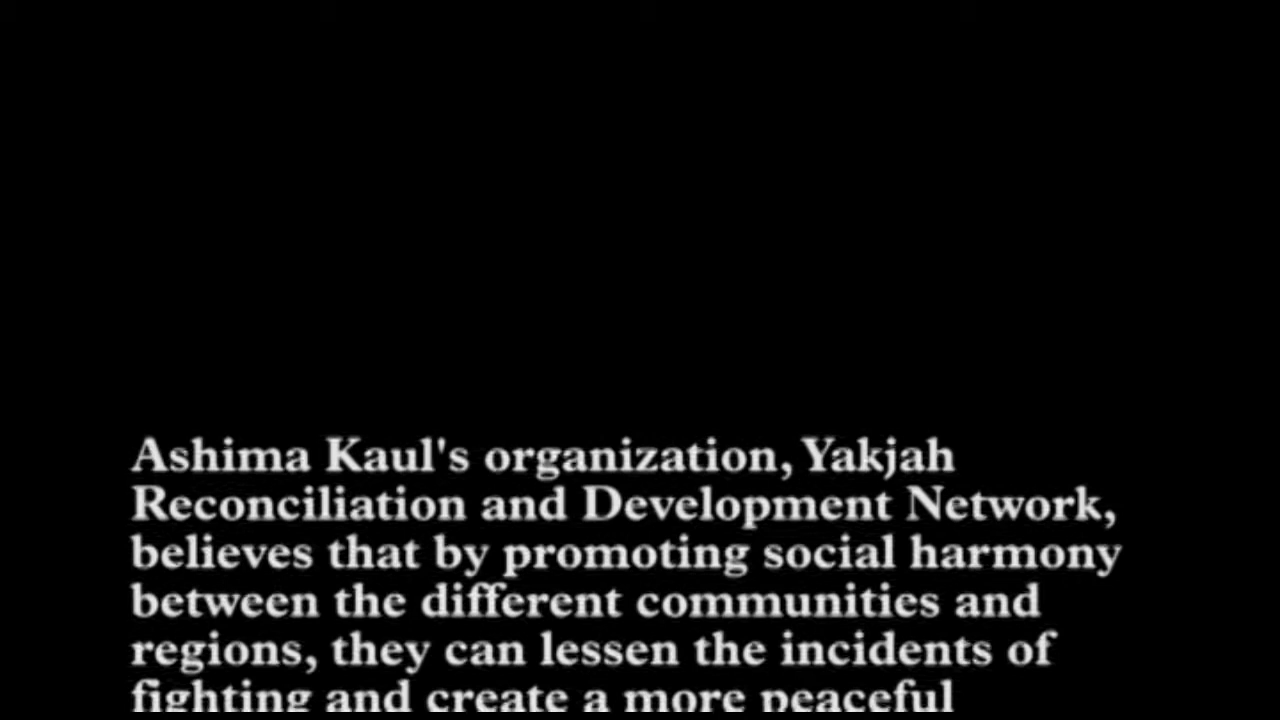 Ashima Kaul's organization, Yakjah
Reconciliation and Development Network,
believes that by promoting social harmony
between the different communities and
regions, they can lessen the incidents of
fighting and create a more peaceful